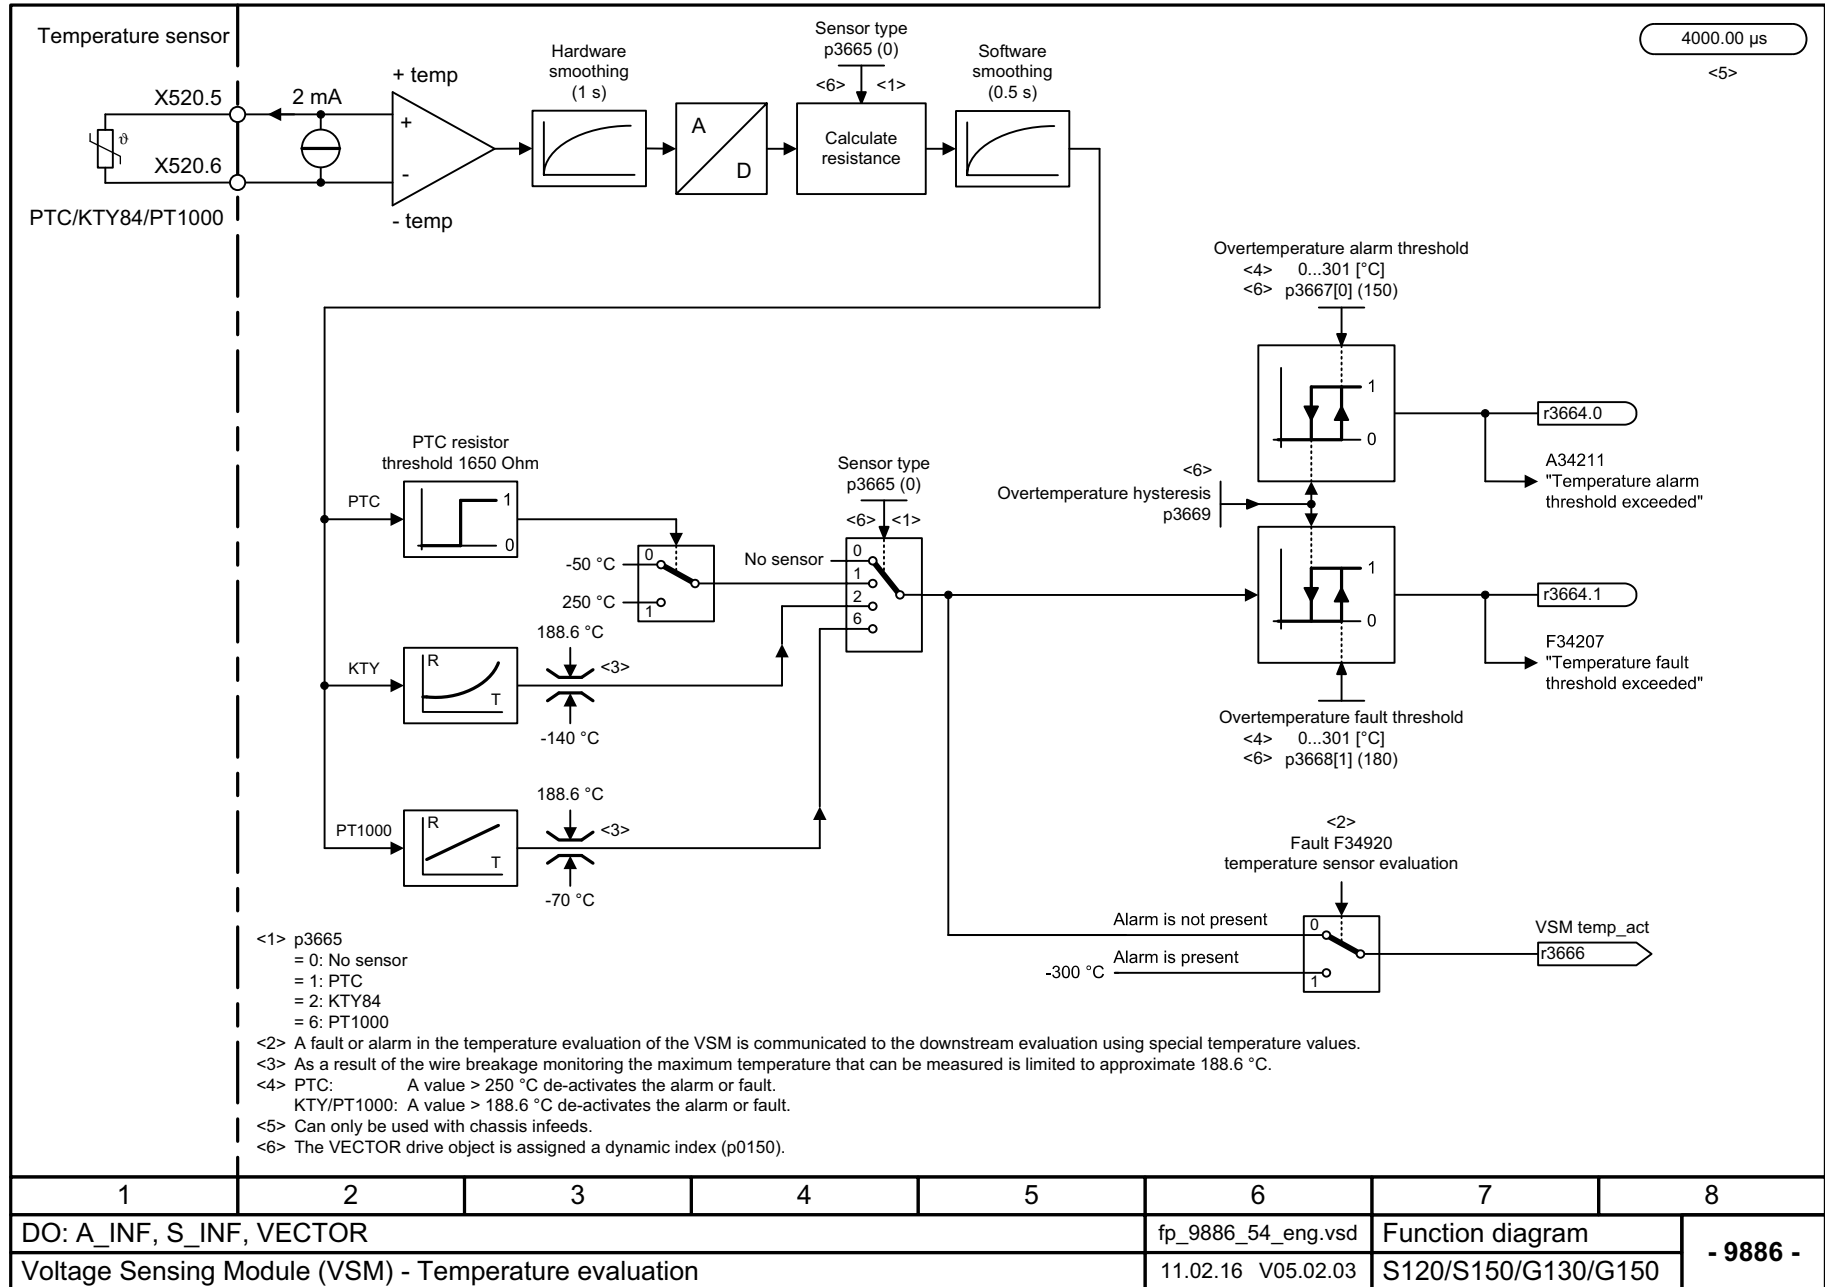 Temperature sensor
X520.5
ϑ
X520.6
PTC/KTY84/PT1000
2 mA
+ temp
+
-
- temp
Hardware
smoothing
(1 s)
A
D
Sensor type
p3665 (0)
<6> <1>
Calculate
resistance
Software
smoothing
(0.5 s)
4000.00 µs
<5>
Overtemperature alarm threshold
<4> 0...301 [°C]
<6> p3667[0] (150)
1
0
r3664.0
A34211
"Temperature alarm
threshold exceeded"
<6>
Overtemperature hysteresis
p3669
1
0
r3664.1
F34207
"Temperature fault
threshold exceeded"
Overtemperature fault threshold
<4> 0...301 [°C]
<6> p3668[1] (180)
PTC resistor
threshold 1650 Ohm
PTC
1
0
-50 °C
0
250 °C
1
Sensor type
p3665 (0)
<6> <1>
No sensor
0
1
2
6
KTY
R
T
188.6 °C
<3>
-140 °C
PT1000
R
T
188.6 °C
<3>
-70 °C
<2>
Fault F34920
temperature sensor evaluation
Alarm is not present
0
Alarm is present
-300 °C
1
VSM temp_act
r3666
<1> p3665
= 0: No sensor
= 1: PTC
= 2: KTY84
= 6: PT1000
<2> A fault or alarm in the temperature evaluation of the VSM is communicated to the downstream evaluation using special temperature values.
<3> As a result of the wire breakage monitoring the maximum temperature that can be measured is limited to approximate 188.6 °C.
<4> PTC: A value > 250 °C de-activates the alarm or fault.
KTY/PT1000: A value > 188.6 °C de-activates the alarm or fault.
<5> Can only be used with chassis infeeds.
<6> The VECTOR drive object is assigned a dynamic index (p0150).
1 2 3 4 5 6 7 8
DO: A_INF, S_INF, VECTOR
fp_9886_54_eng.vsd
Function diagram
- 9886 -
Voltage Sensing Module (VSM) - Temperature evaluation
11.02.16 V05.02.03
S120/S150/G130/G150